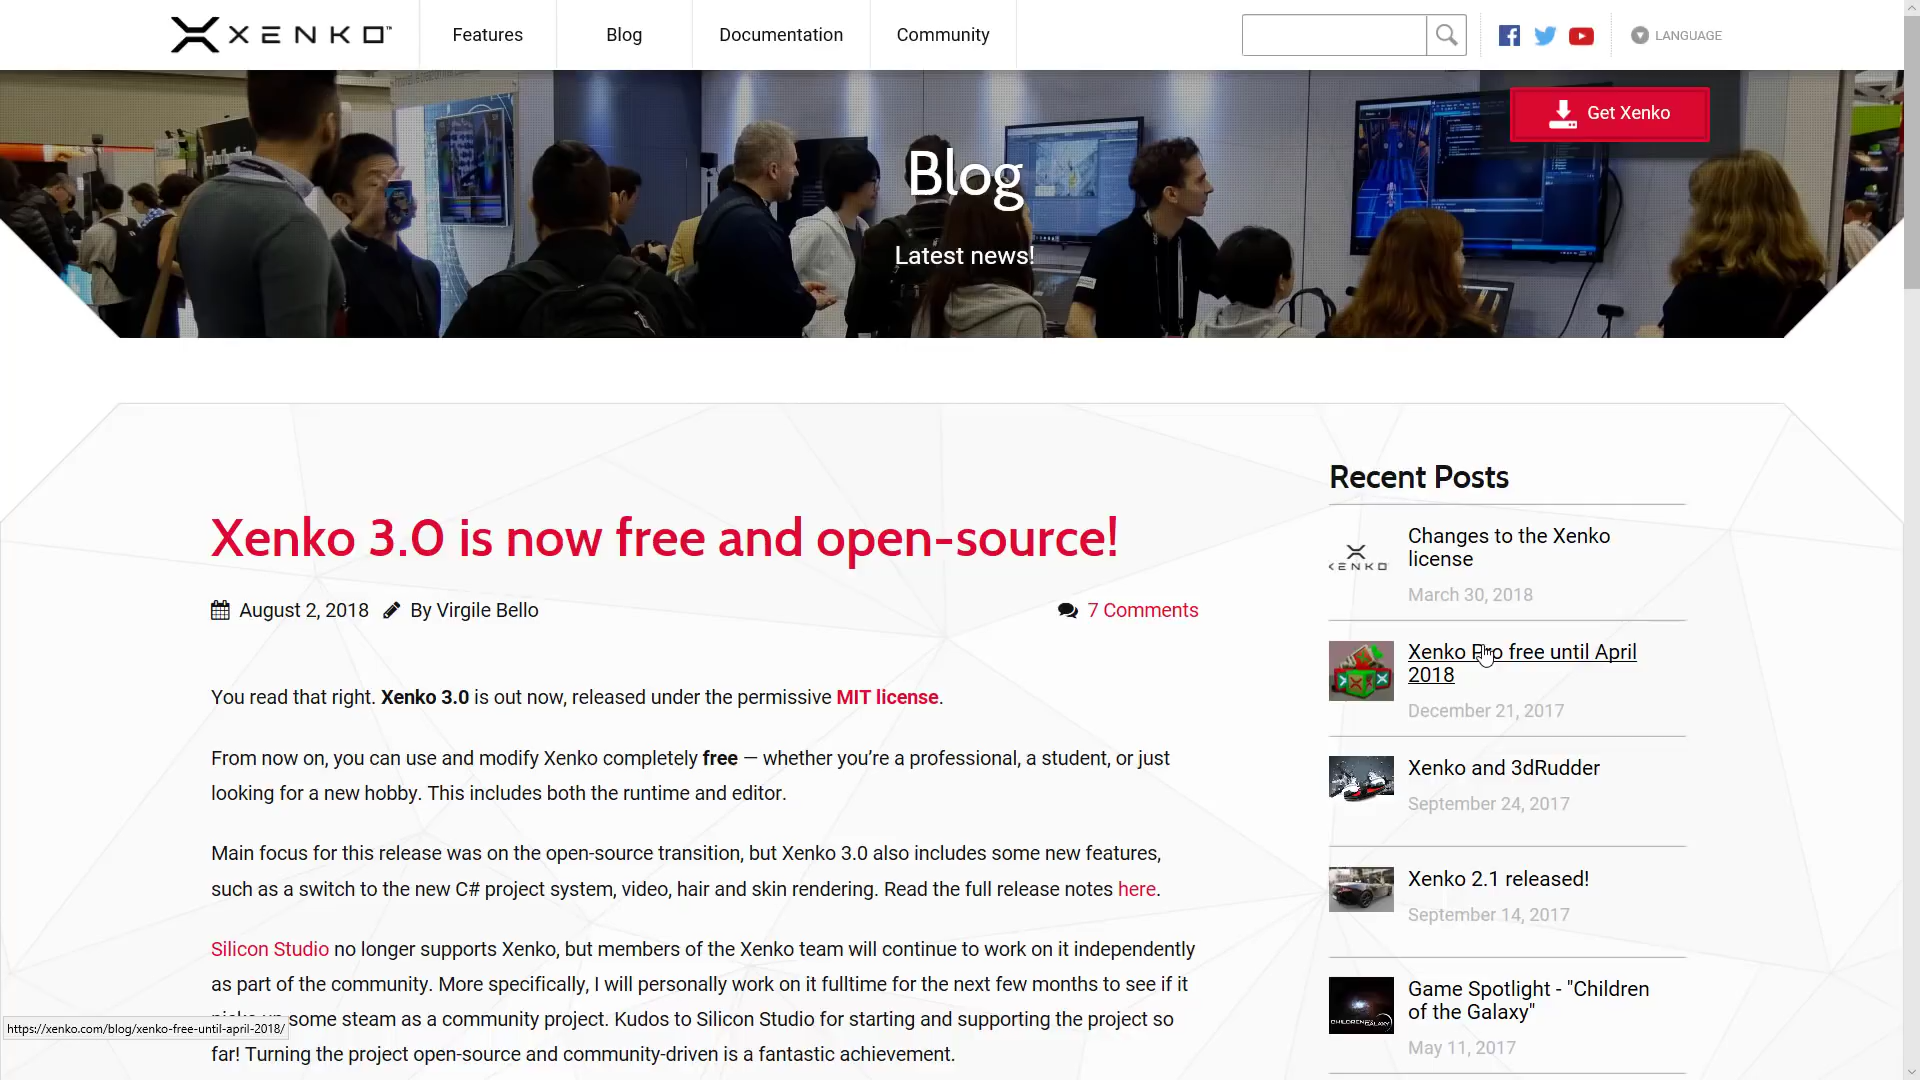 XENKO™
Features
Blog
Documentation
Community
LANGUAGE
Get Xenko
Blog
Latest news!
Xenko 3.0 is now free and open-source!
August 2, 2018 By Virgile Bello
7 Comments
You read that right. Xenko 3.0 is out now, released under the permissive MIT license.
From now on, you can use and modify Xenko completely free — whether you’re a professional, a student, or just
looking for a new hobby. This includes both the runtime and editor.
Main focus for this release was on the open-source transition, but Xenko 3.0 also includes some new features,
such as a switch to the new C# project system, video, hair and skin rendering. Read the full release notes here.
Silicon Studio no longer supports Xenko, but members of the Xenko team will continue to work on it independently
as part of the community. More specifically, I will personally work on it fulltime for the next few months to see if it
some steam as a community project. Kudos to Silicon Studio for starting and supporting the project so
far! Turning the project open-source and community-driven is a fantastic achievement.
https://xenko.com/blog/xenko-free-until-april-2018/
Recent Posts
XENKO
Changes to the Xenko
license
March 30, 2018
Xenko Pro free until April
2018
December 21, 2017
Xenko and 3dRudder
September 24, 2017
Xenko 2.1 released!
September 14, 2017
CHILDREN OF THE GALAXY
Game Spotlight - "Children
of the Galaxy"
May 11, 2017